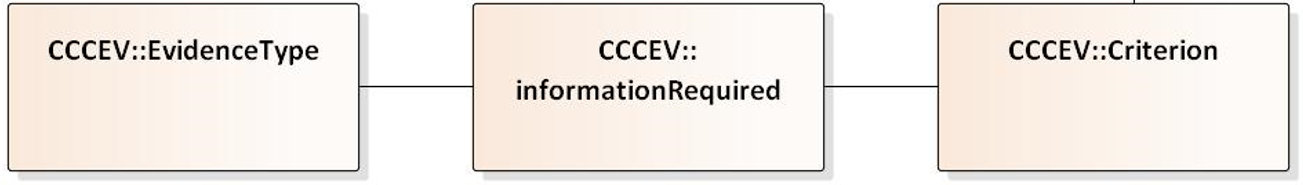 CCCEV::EvidenceType
CCCEV::
informationRequired
CCCEV::Criterion